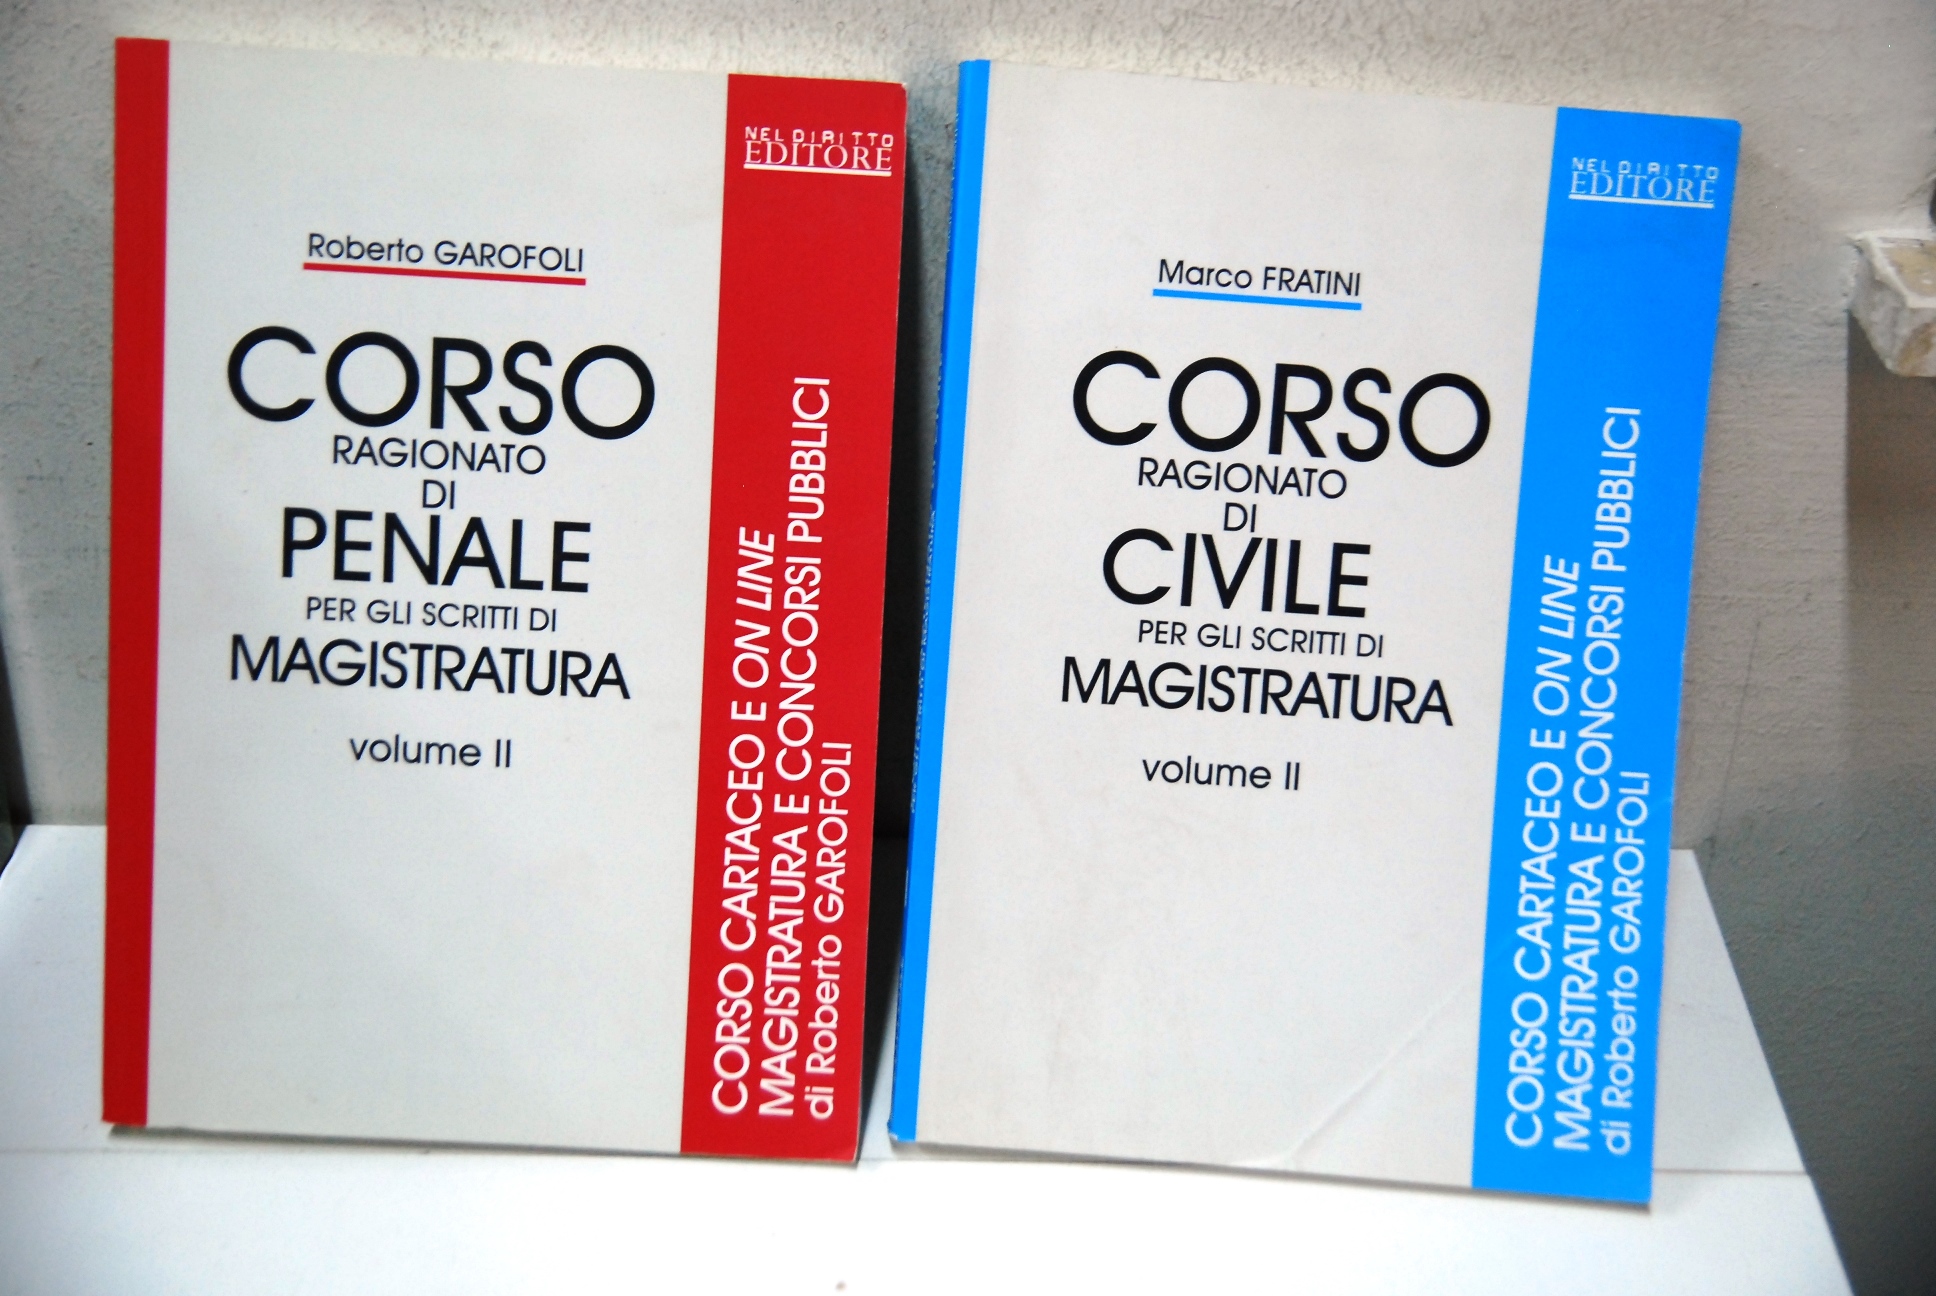 NEL DIRITTO
EDITORE
Roberto GAROFOLI
CORSO
RAGIONATO
DI
PENALE
PER GLI SCRITTI DI
MAGISTRATURA
volume II
CORSO CARTACEO E ON LINE
MAGISTRATURA E CONCORSI PUBBLICI
di Roberto GAROFOLI
NEL DIRITTO
EDITORE
Marco FRATINI
CORSO
RAGIONATO
DI
CIVILE
PER GLI SCRITTI DI
MAGISTRATURA
volume II
CORSO CARTACEO E ON LINE
MAGISTRATURA E CONCORSI PUBBLICI
di Roberto GAROFOLI